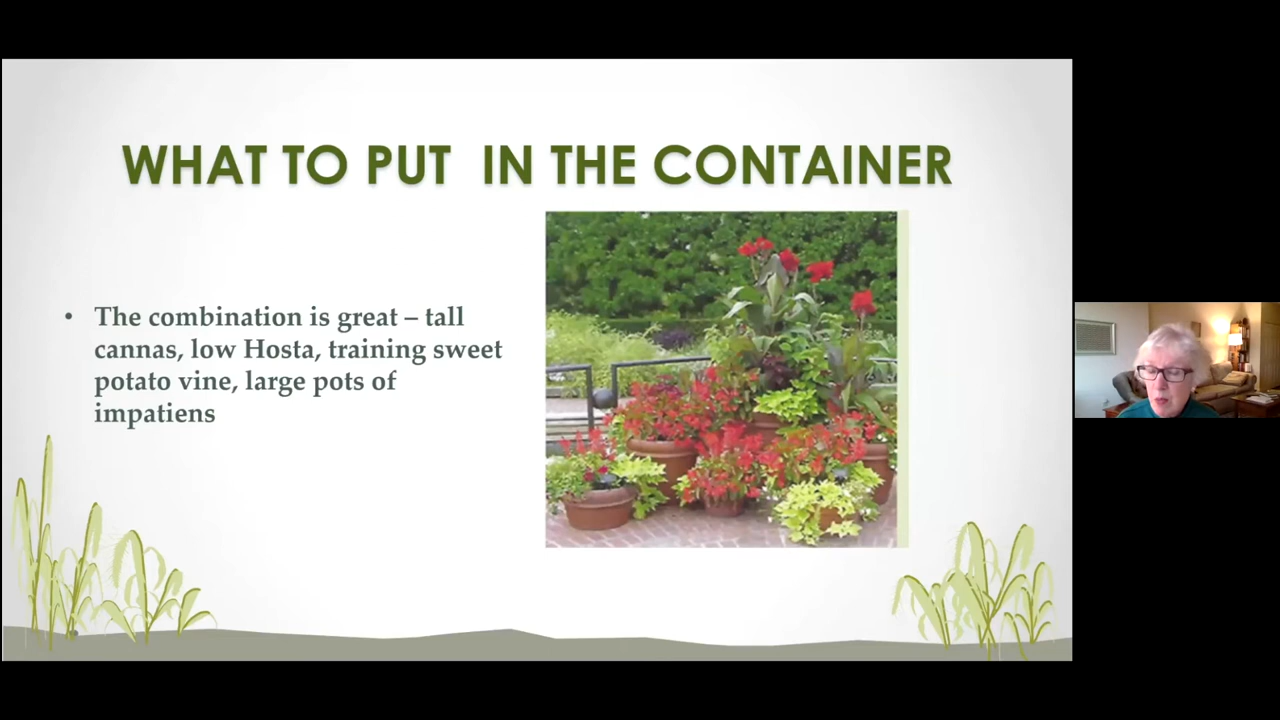 WHAT TO PUT IN THE CONTAINER
• The combination is great – tall
cannas, low Hosta, training sweet
potato vine, large pots of
impatiens